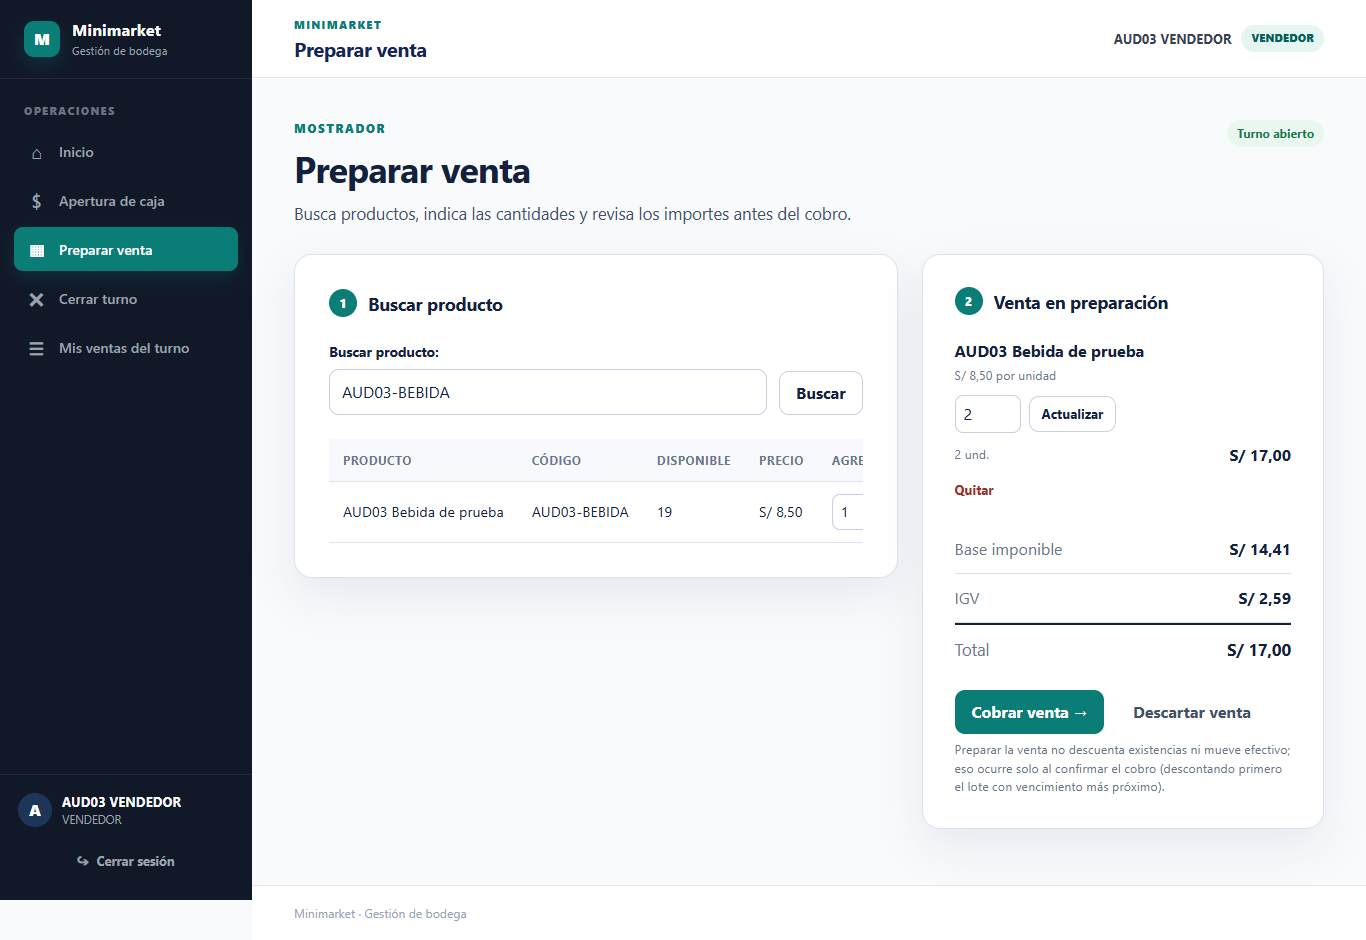 M
Minimarket
Gestión de bodega
OPERACIONES
Inicio
$ Apertura de caja
Preparar venta
Cerrar turno
Mis ventas del turno
A
AUD03 VENDEDOR
VENDEDOR
Cerrar sesión
MINIMARKET
Preparar venta
AUD03 VENDEDOR VENDEDOR
MOSTRADOR
Turno abierto
Preparar venta
Busca productos, indica las cantidades y revisa los importes antes del cobro.
1 Buscar producto
Buscar producto:
AUD03-BEBIDA Buscar
PRODUCTO CÓDIGO DISPONIBLE PRECIO AGRE
AUD03 Bebida de prueba AUD03-BEBIDA 19 S/ 8,50 1
2 Venta en preparación
AUD03 Bebida de prueba
S/ 8,50 por unidad
2 Actualizar
2 und. S/ 17,00
Quitar
Base imponible S/ 14,41
IGV S/ 2,59
Total S/ 17,00
Cobrar venta → Descartar venta
Preparar la venta no descuenta existencias ni mueve efectivo;
eso ocurre solo al confirmar el cobro (descontando primero
el lote con vencimiento más próximo).
Minimarket · Gestión de bodega